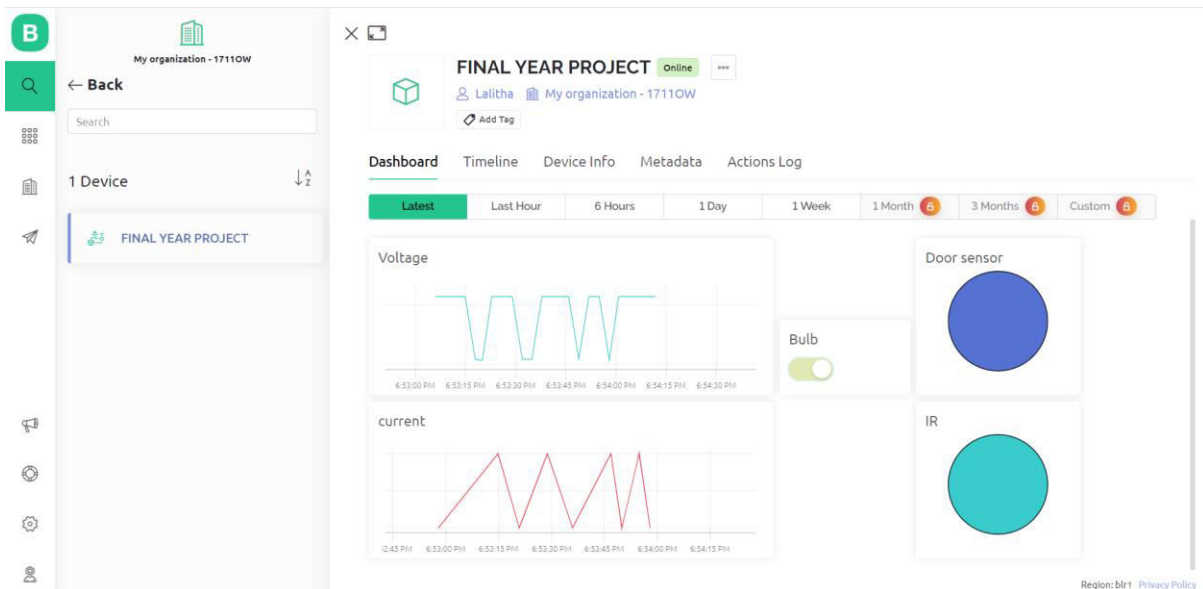 B
My organization - 1711OW
← Back
Search
1 Device
A
Z
FINAL YEAR PROJECT
FINAL YEAR PROJECT Online
Lalitha My organization - 1711OW
Add Tag
Dashboard Timeline Device Info Metadata Actions Log
Latest Last Hour 6 Hours 1 Day 1 Week 1 Month 3 Months Custom
Voltage
6:53:00 PM 6:53:15 PM 6:53:30 PM 6:53:45 PM 6:54:00 PM 6:54:15 PM 6:54:30 PM
Bulb
Door sensor
current
2:45 PM 6:53:00 PM 6:53:15 PM 6:53:30 PM 6:53:45 PM 6:54:00 PM 6:54:15 PM
IR
Region: blr1 Privacy Policy